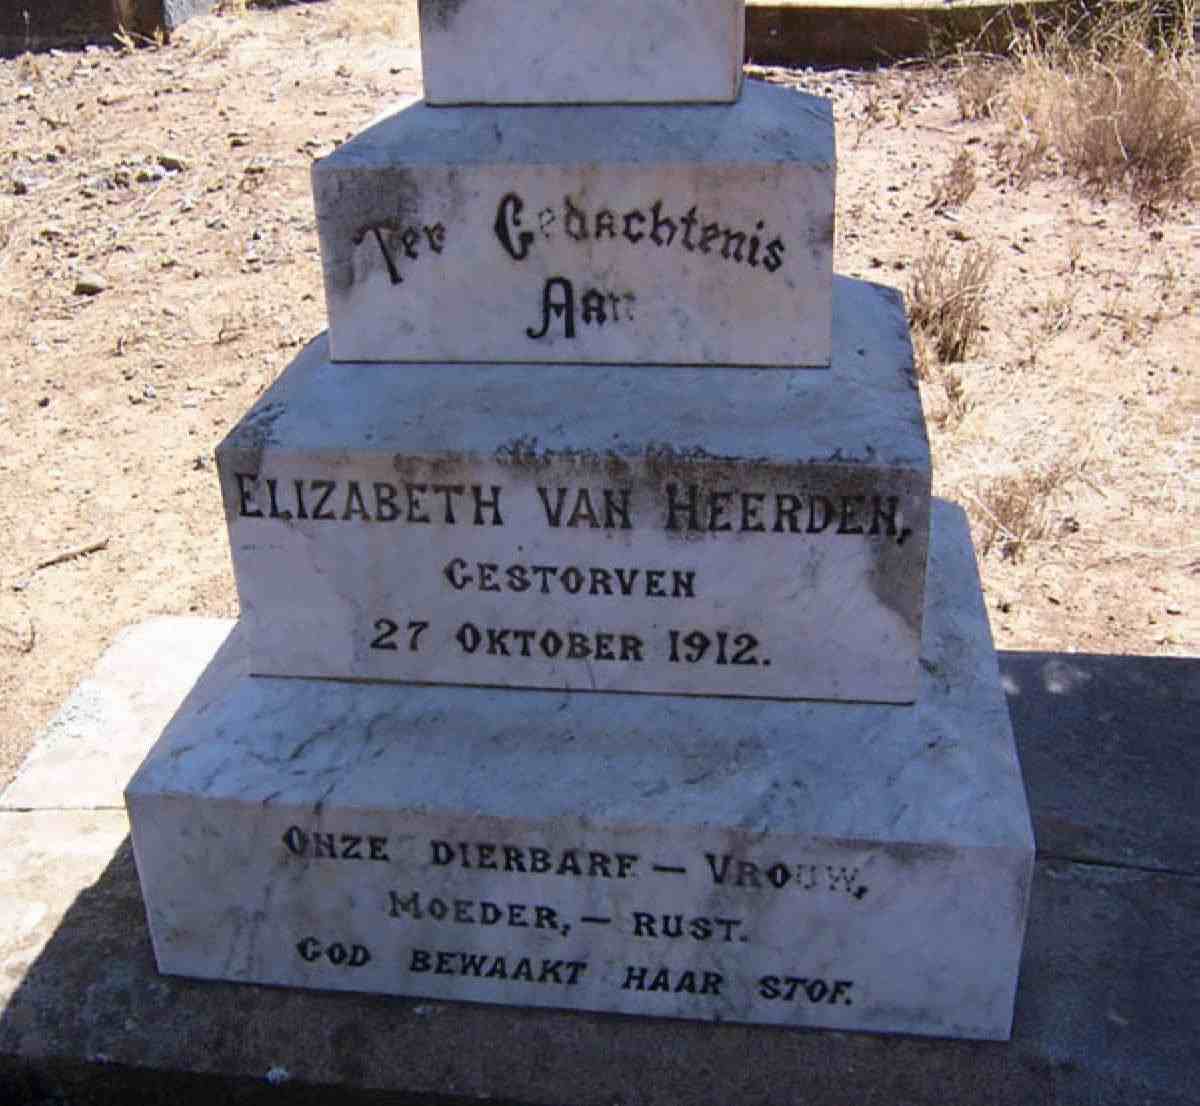 Ter Gedachtenis
Aan
ELIZABETH VAN HEERDEN,
GESTORVEN
27 OKTOBER 1912.
ONZE DIERBARE – VROUW,
MOEDER, – RUST.
GOD BEWAAKT HAAR STOF.